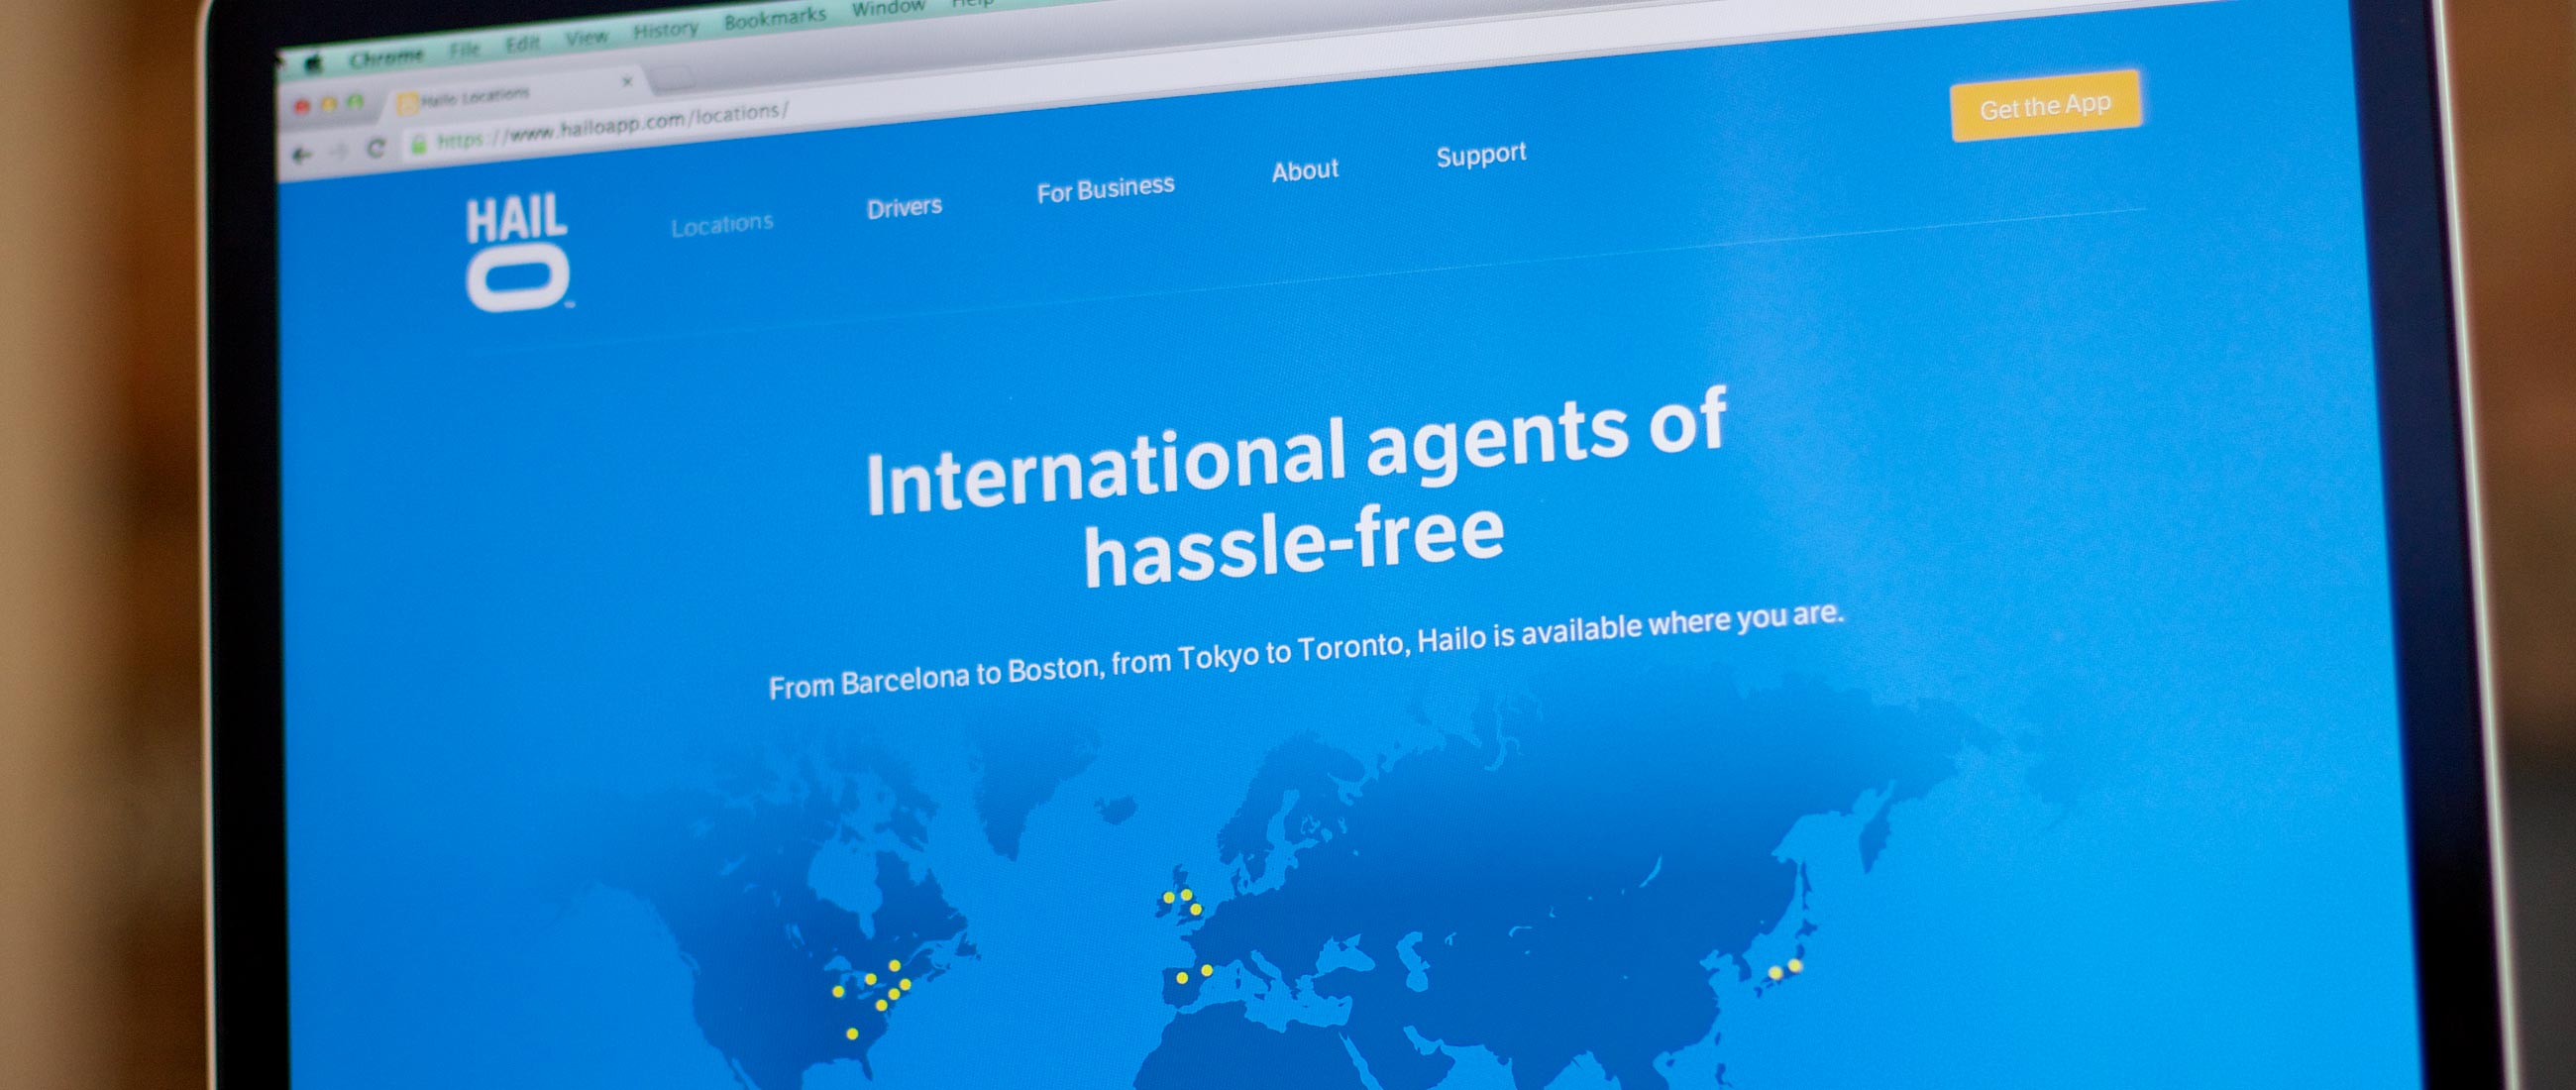 Chrome File Edit View History Bookmarks Window Help
Hailo Locations
https://www.hailoapp.com/locations/
HAIL
O
Locations Drivers For Business About Support Get the App
International agents of
hassle-free
From Barcelona to Boston, from Tokyo to Toronto, Hailo is available where you are.